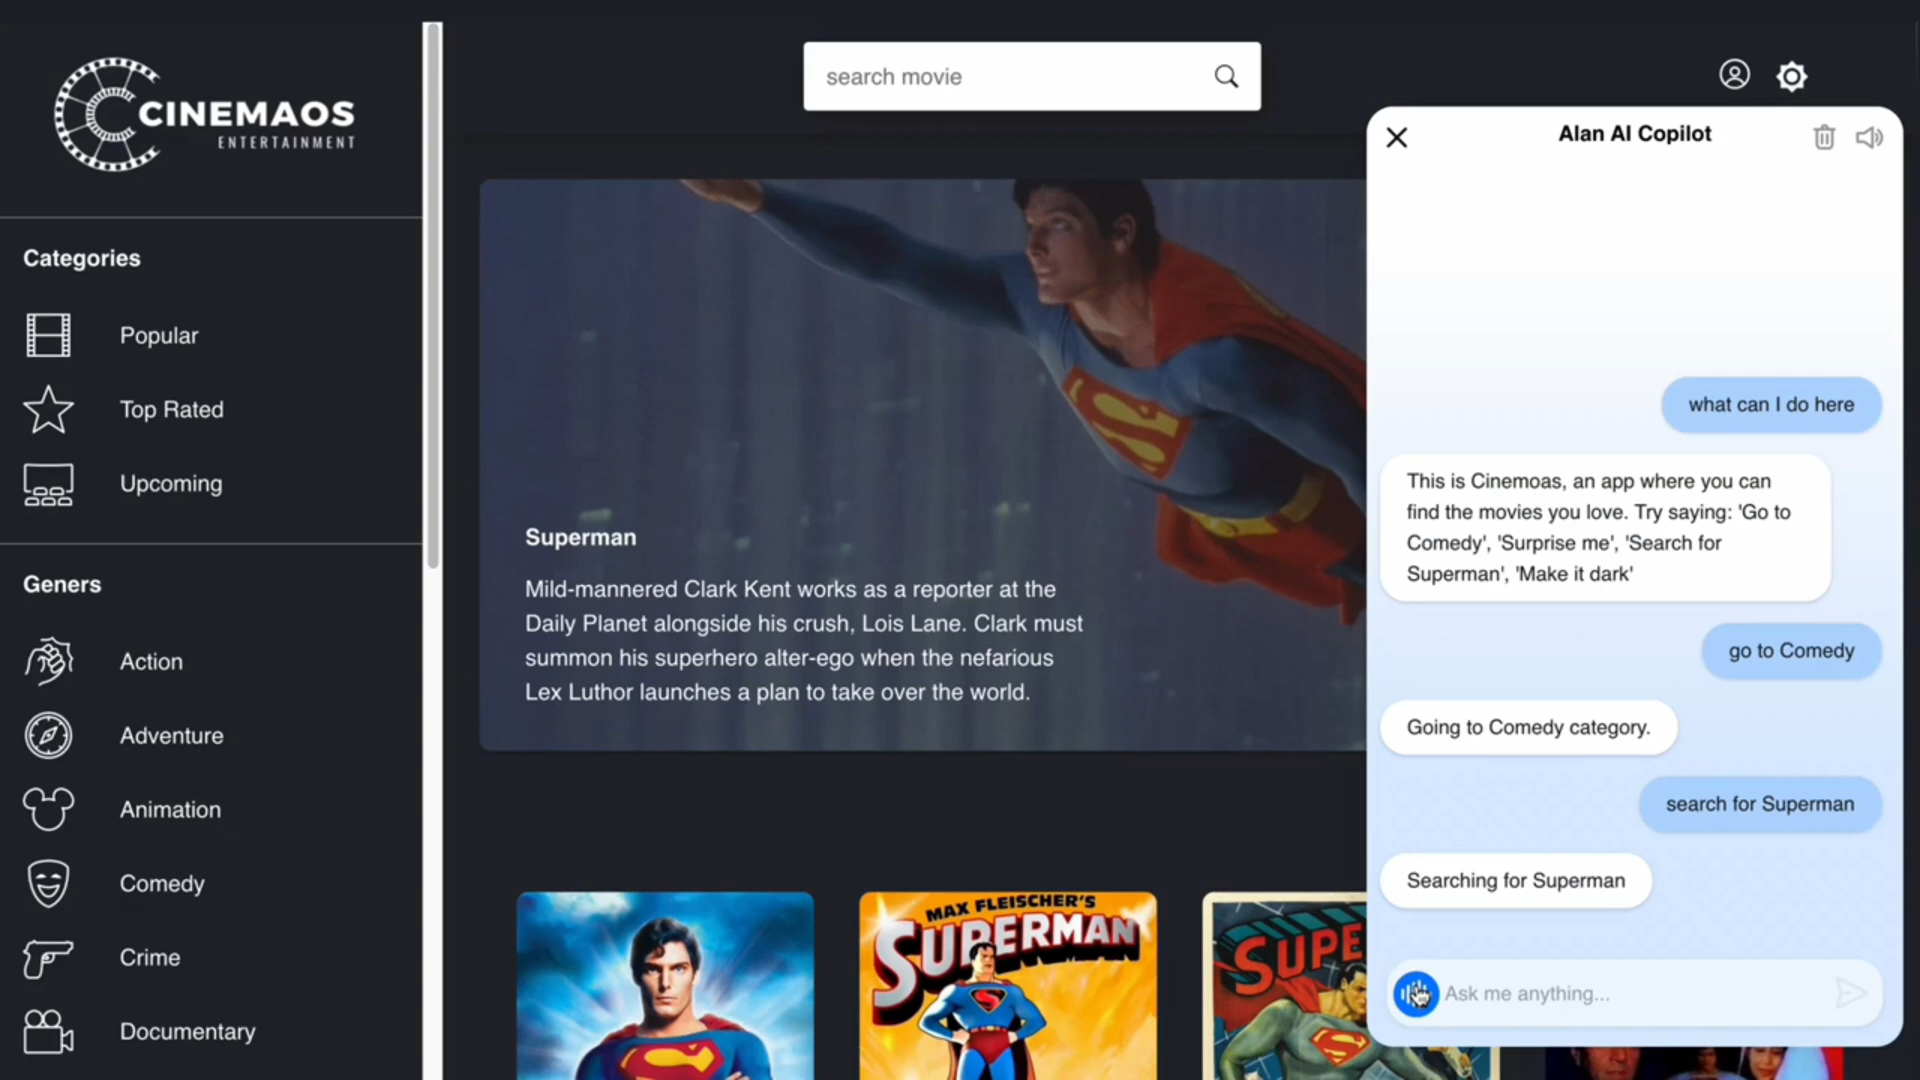 CINEMAOS
ENTERTAINMENT
Categories
Popular
Top Rated
Upcoming
Geners
Action
Adventure
Animation
Comedy
Crime
Documentary
search movie
Superman
Mild-mannered Clark Kent works as a reporter at the
Daily Planet alongside his crush, Lois Lane. Clark must
summon his superhero alter-ego when the nefarious
Lex Luthor launches a plan to take over the world.
MAX FLEISCHER'S
SUPERMAN
SUPE
Alan AI Copilot
what can I do here
This is Cinemoas, an app where you can
find the movies you love. Try saying: 'Go to
Comedy', 'Surprise me', 'Search for
Superman', 'Make it dark'
go to Comedy
Going to Comedy category.
search for Superman
Searching for Superman
Ask me anything...